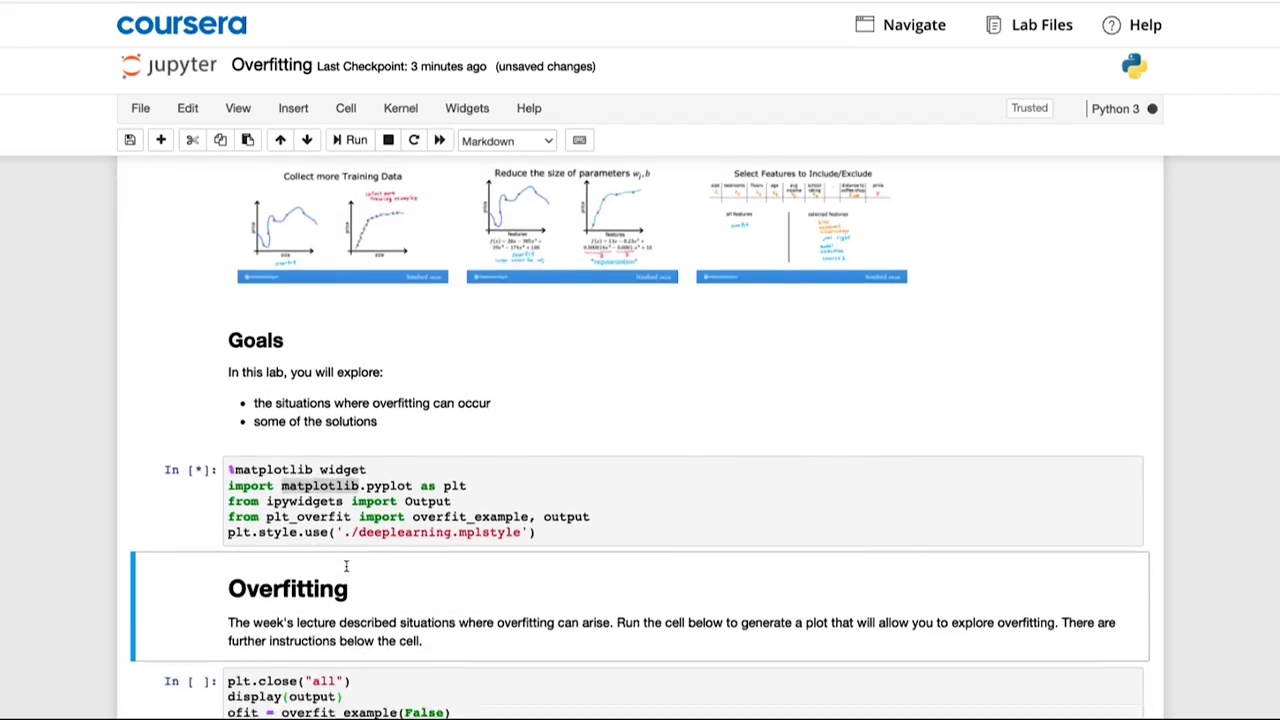 coursera
Navigate
Lab Files
Help
jupyter Overfitting Last Checkpoint: 3 minutes ago (unsaved changes)
File Edit View Insert Cell Kernel Widgets Help
Trusted
Python 3
Run
Markdown
Collect more Training Data
Reduce the size of parameters wj,b
Select Features to Include/Exclude
Goals
In this lab, you will explore:
• the situations where overfitting can occur
• some of the solutions
In [*]: %matplotlib widget
import matplotlib.pyplot as plt
from ipywidgets import Output
from plt_overfit import overfit_example, output
plt.style.use('./deeplearning.mplstyle')
Overfitting
The week's lecture described situations where overfitting can arise. Run the cell below to generate a plot that will allow you to explore overfitting. There are
further instructions below the cell.
In [ ]: plt.close("all")
display(output)
ofit = overfit_example(False)